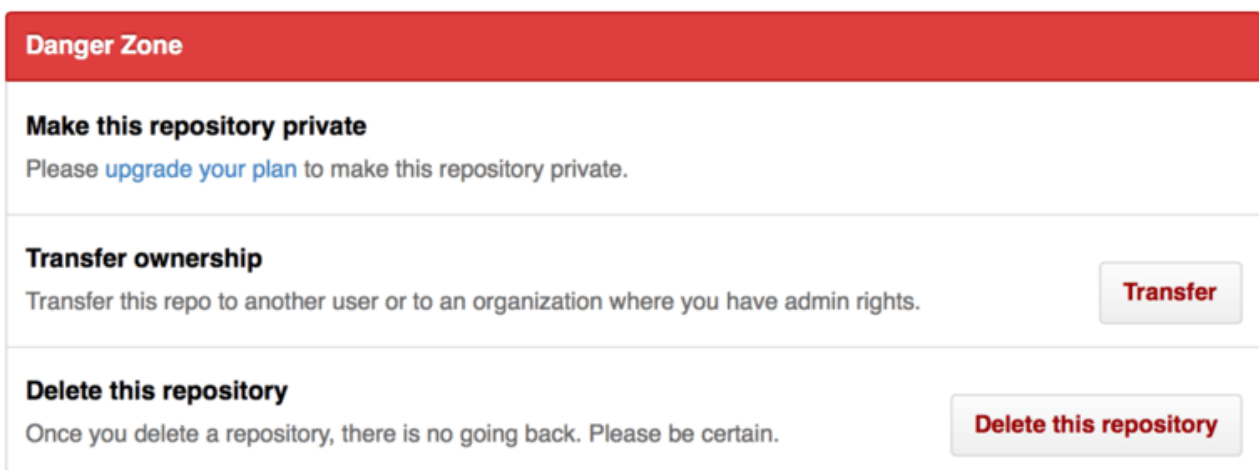 Danger Zone
Make this repository private
Please upgrade your plan to make this repository private.
Transfer ownership
Transfer this repo to another user or to an organization where you have admin rights.
Transfer
Delete this repository
Once you delete a repository, there is no going back. Please be certain.
Delete this repository